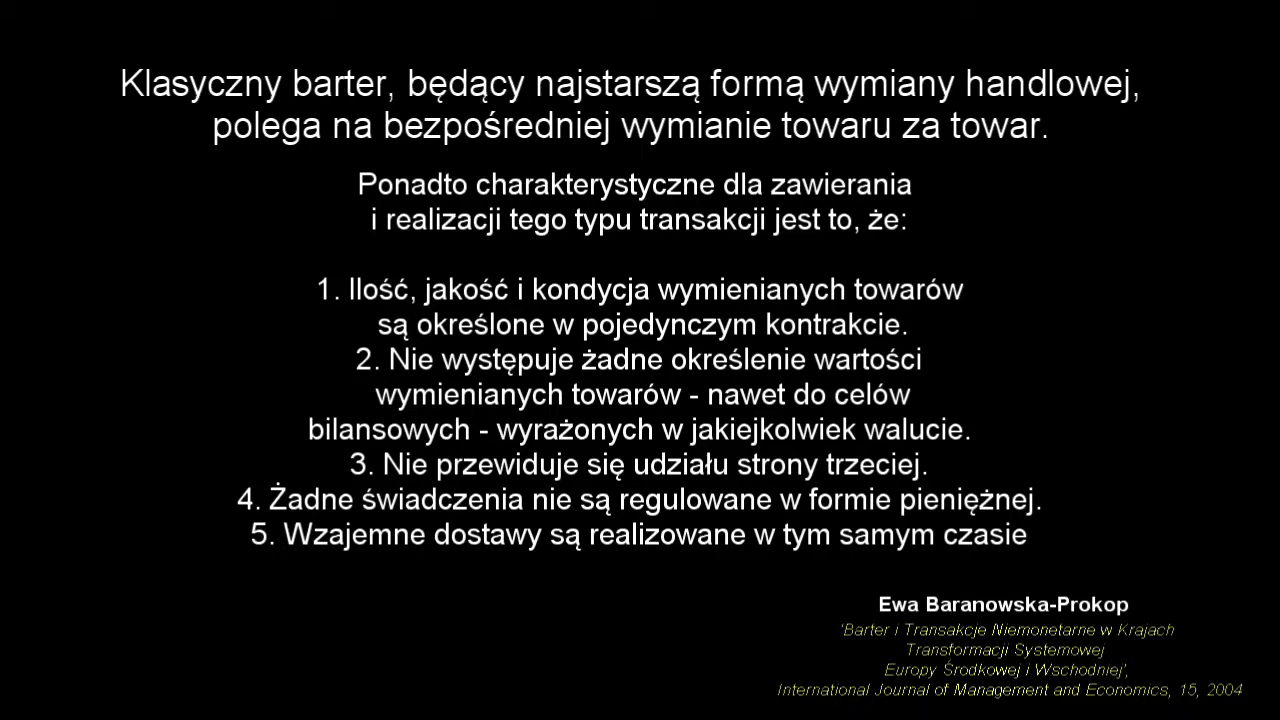 Klasyczny barter, będący najstarszą formą wymiany handlowej,
polega na bezpośredniej wymianie towaru za towar.
Ponadto charakterystyczne dla zawierania
i realizacji tego typu transakcji jest to, że:
1. Ilość, jakość i kondycja wymienianych towarów
są określone w pojedynczym kontrakcie.
2. Nie występuje żadne określenie wartości
wymienianych towarów - nawet do celów
bilansowych - wyrażonych w jakiejkolwiek walucie.
3. Nie przewiduje się udziału strony trzeciej.
4. Żadne świadczenia nie są regulowane w formie pieniężnej.
5. Wzajemne dostawy są realizowane w tym samym czasie
Ewa Baranowska-Prokop
'Barter i Transakcje Niemonetarne w Krajach
Transformacji Systemowej
Europy Środkowej i Wschodniej',
International Journal of Management and Economics, 15, 2004